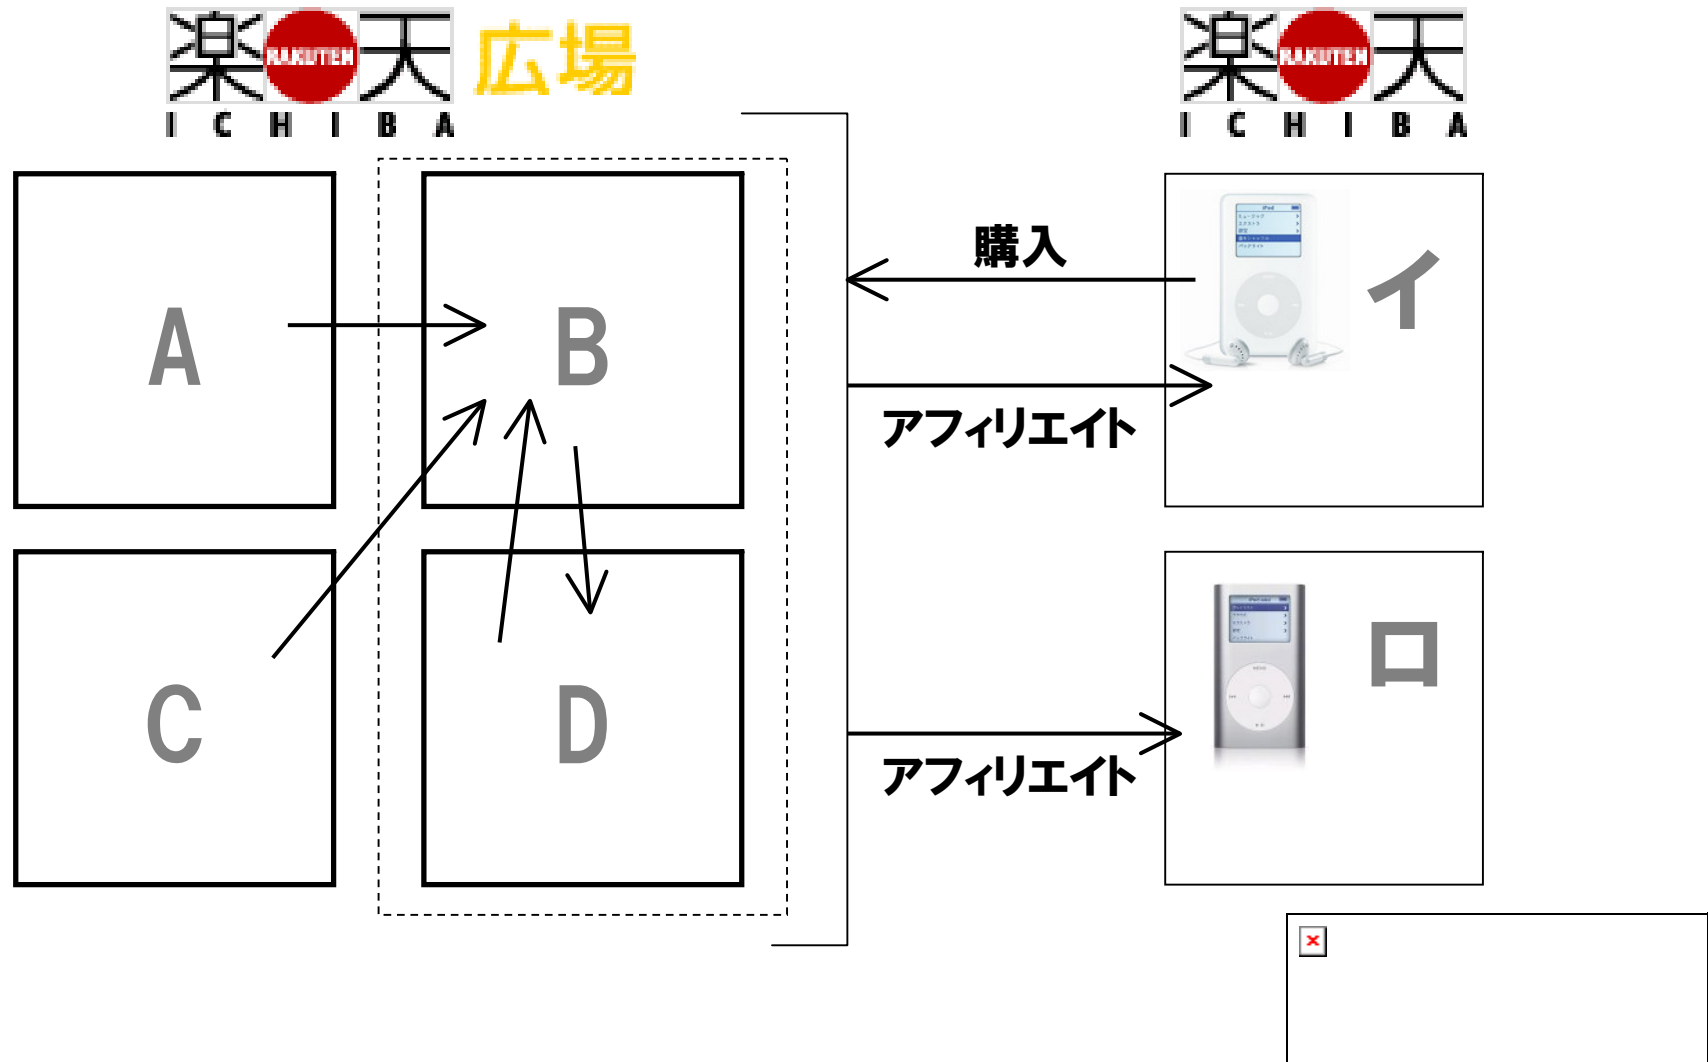 楽 RAKUTEN 天 広場
ICHIBA
楽 RAKUTEN 天
ICHIBA
A
B
購入
イ
アフィリエイト
C
D
ロ
アフィリエイト
iPod